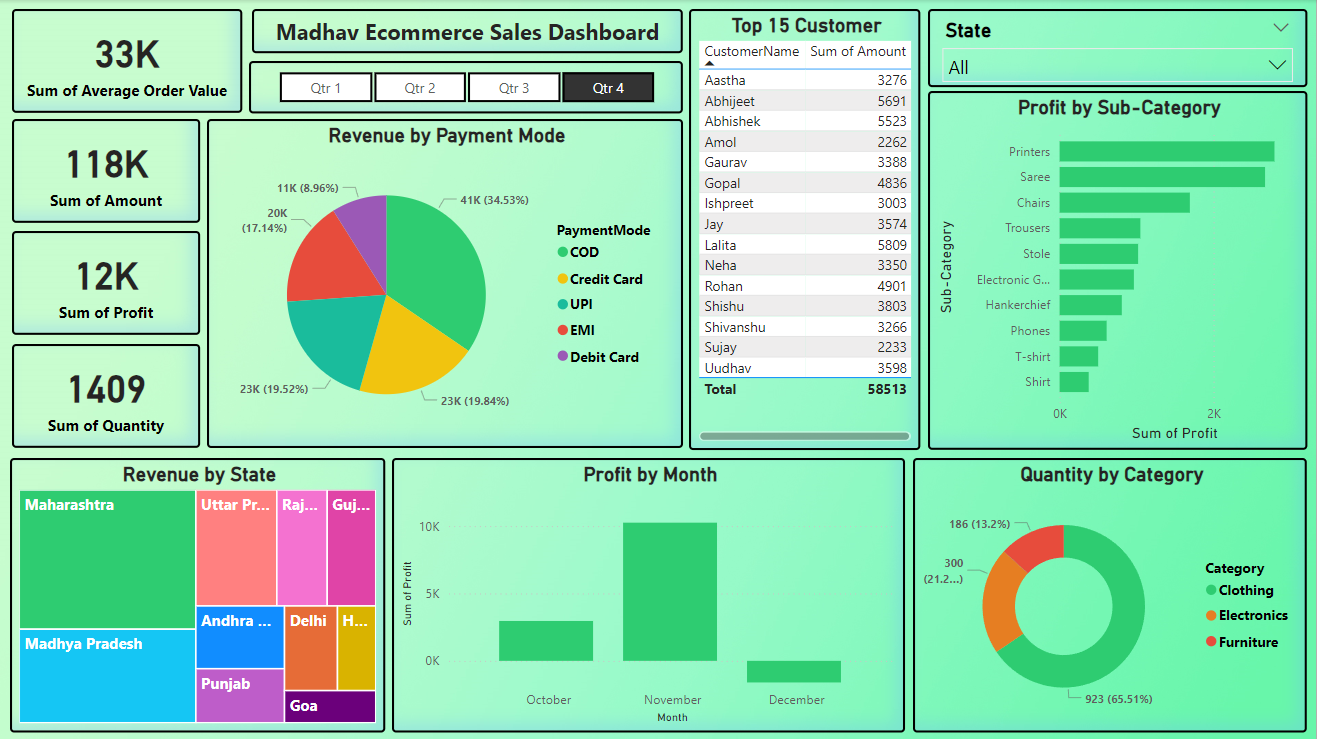 33K
Sum of Average Order Value
Madhav Ecommerce Sales Dashboard
Qtr 1 Qtr 2 Qtr 3 Qtr 4
118K
Sum of Amount
12K
Sum of Profit
1409
Sum of Quantity
Revenue by Payment Mode
11K (8.96%)
41K (34.53%)
20K
(17.14%)
23K (19.52%)
23K (19.84%)
PaymentMode
COD
Credit Card
UPI
EMI
Debit Card
Top 15 Customer
CustomerName Sum of Amount
Aastha 3276
Abhijeet 5691
Abhishek 5523
Amol 2262
Gaurav 3388
Gopal 4836
Ishpreet 3003
Jay 3574
Lalita 5809
Neha 3350
Rohan 4901
Shishu 3803
Shivanshu 3266
Sujay 2233
Uudhav 3598
Total 58513
State
All
Profit by Sub-Category
Sub-Category
Printers
Saree
Chairs
Trousers
Stole
Electronic G...
Hankerchief
Phones
T-shirt
Shirt
0K 2K
Sum of Profit
Revenue by State
Maharashtra
Madhya Pradesh
Uttar Pr...
Raj...
Guj...
Andhra ...
Delhi
H...
Punjab
Goa
Profit by Month
Sum of Profit
10K
5K
0K
October November December
Month
Quantity by Category
186 (13.2%)
300
(21.2...)
923 (65.51%)
Category
Clothing
Electronics
Furniture